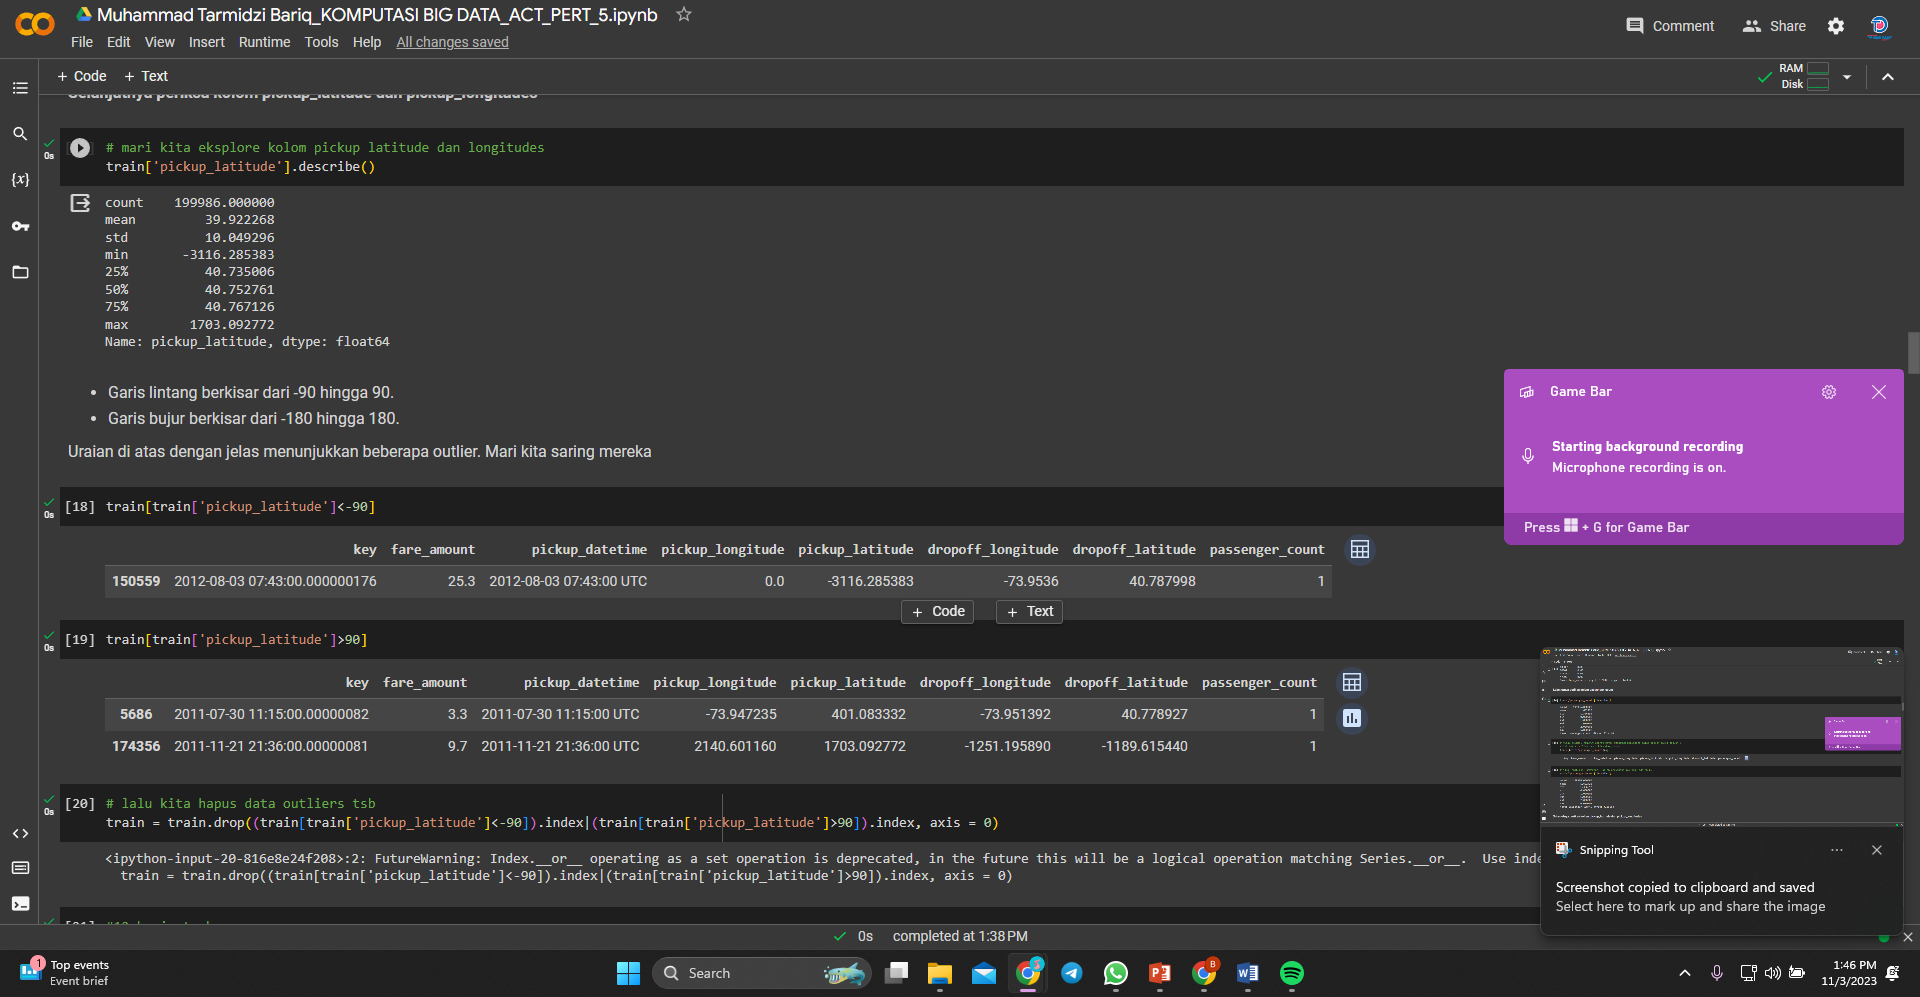 Muhammad Tarmidzi Bariq_KOMPUTASI BIG DATA_ACT_PERT_5.ipynb
File Edit View Insert Runtime Tools Help All changes saved
Comment Share
+ Code + Text
RAM
Disk
Selanjutnya periksa kolom pickup_latitude dan pickup_longitudes
0s
# mari kita eksplore kolom pickup latitude dan longitudes
train['pickup_latitude'].describe()
count 199986.000000
mean 39.922268
std 10.049296
min -3116.285383
25% 40.735006
50% 40.752761
75% 40.767126
max 1703.092772
Name: pickup_latitude, dtype: float64
Garis lintang berkisar dari -90 hingga 90.
Garis bujur berkisar dari -180 hingga 180.
Uraian di atas dengan jelas menunjukkan beberapa outlier. Mari kita saring mereka
0s
[18] train[train['pickup_latitude']<-90]
key fare_amount pickup_datetime pickup_longitude pickup_latitude dropoff_longitude dropoff_latitude passenger_count
150559 2012-08-03 07:43:00.000000176 25.3 2012-08-03 07:43:00 UTC 0.0 -3116.285383 -73.9536 40.787998 1
+ Code + Text
0s
[19] train[train['pickup_latitude']>90]
key fare_amount pickup_datetime pickup_longitude pickup_latitude dropoff_longitude dropoff_latitude passenger_count
5686 2011-07-30 11:15:00.00000082 3.3 2011-07-30 11:15:00 UTC -73.947235 401.083332 -73.951392 40.778927 1
174356 2011-11-21 21:36:00.00000081 9.7 2011-11-21 21:36:00 UTC 2140.601160 1703.092772 -1251.195890 -1189.615440 1
0s
[20] # lalu kita hapus data outliers tsb
train = train.drop((train[train['pickup_latitude']<-90]).index|(train[train['pickup_latitude']>90]).index, axis = 0)
<ipython-input-20-816e8e24f208>:2: FutureWarning: Index.__or__ operating as a set operation is deprecated, in the future this will be a logical operation matching Series.__or__. Use inde
train = train.drop((train[train['pickup_latitude']<-90]).index|(train[train['pickup_latitude']>90]).index, axis = 0)
0s completed at 1:38 PM
Game Bar
Starting background recording
Microphone recording is on.
Press + G for Game Bar
Snipping Tool
Screenshot copied to clipboard and saved
Select here to mark up and share the image
1
Top events
Event brief
Search
1:46 PM
11/3/2023